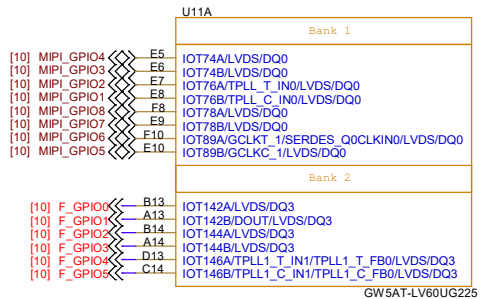 U11A
Bank 1
[10] MIPI_GPIO4 E5 IOT74A/LVDS/DQ0
[10] MIPI_GPIO3 E6 IOT74B/LVDS/DQ0
[10] MIPI_GPIO2 E7 IOT76A/TPLL_T_IN0/LVDS/DQ0
[10] MIPI_GPIO1 E8 IOT76B/TPLL_C_IN0/LVDS/DQ0
[10] MIPI_GPIO8 F8 IOT78A/LVDS/DQ0
[10] MIPI_GPIO7 E9 IOT78B/LVDS/DQ0
[10] MIPI_GPIO6 F10 IOT89A/GCLKT_1/SERDES_Q0CLKIN0/LVDS/DQ0
[10] MIPI_GPIO5 E10 IOT89B/GCLKC_1/LVDS/DQ0
Bank 2
[10] F_GPIO0 B13 IOT142A/LVDS/DQ3
[10] F_GPIO1 A13 IOT142B/DOUT/LVDS/DQ3
[10] F_GPIO2 B14 IOT144A/LVDS/DQ3
[10] F_GPIO3 A14 IOT144B/LVDS/DQ3
[10] F_GPIO4 D13 IOT146A/TPLL1_T_IN1/TPLL1_T_FB0/LVDS/DQ3
[10] F_GPIO5 C14 IOT146B/TPLL1_C_IN1/TPLL1_C_FB0/LVDS/DQ3
GW5AT-LV60UG225